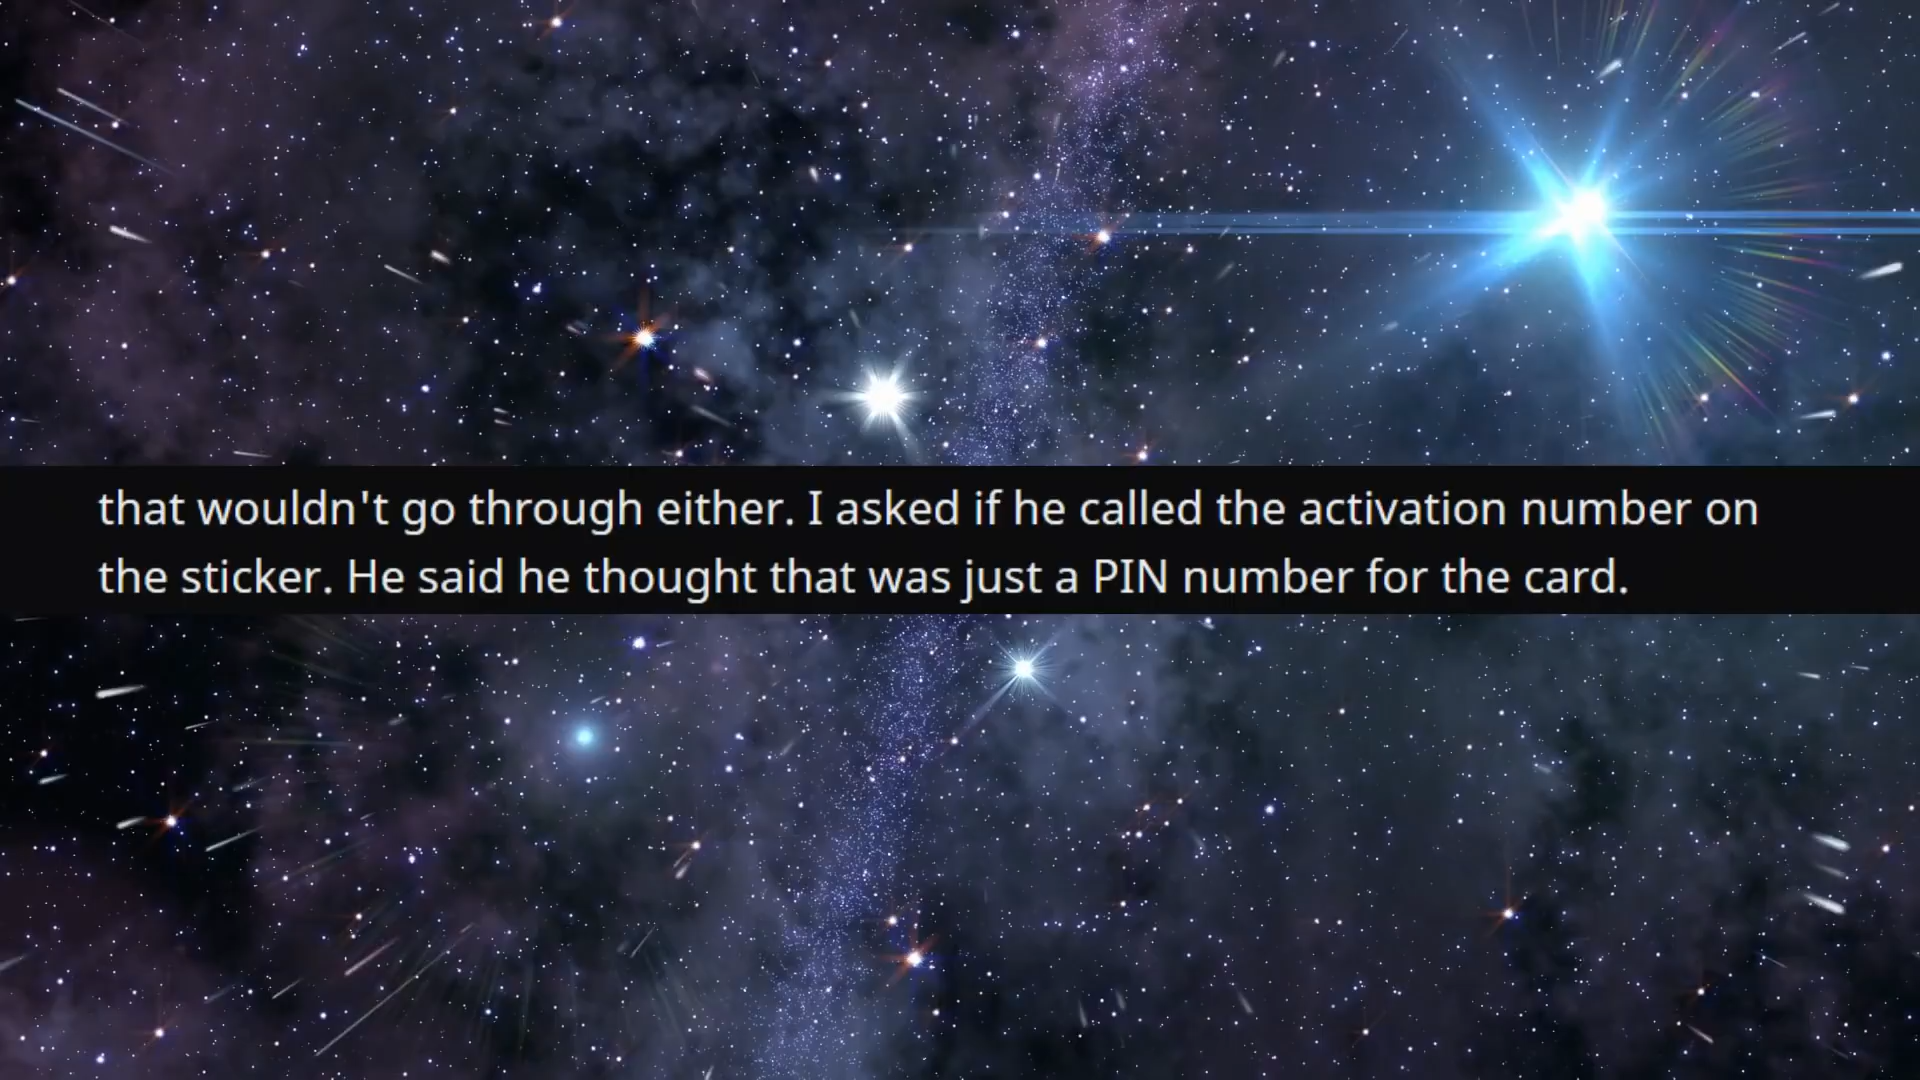 that wouldn't go through either. I asked if he called the activation number on
the sticker. He said he thought that was just a PIN number for the card.